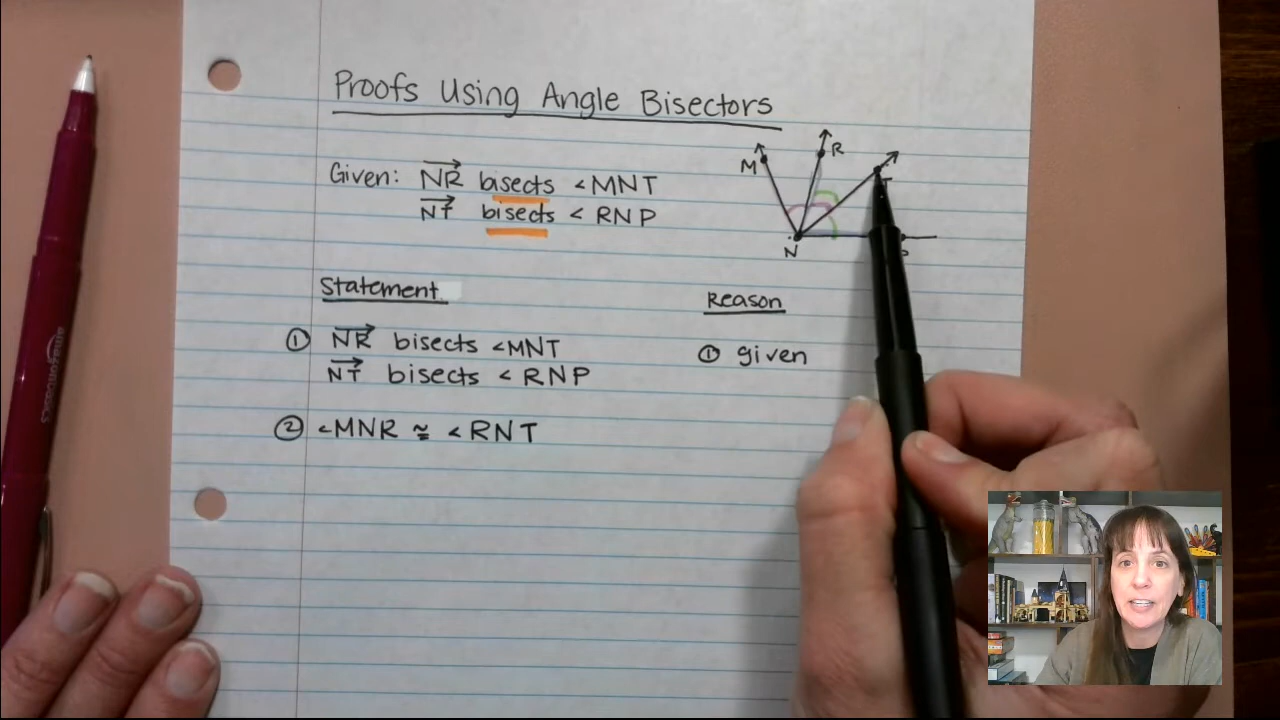 Proofs Using Angle Bisectors
Given: NR bisects <MNT
NT bisects < RNP
M
R
T
N
Statement
Reason
① NR bisects <MNT
① given
NT bisects < RNP
② <MNR ≅ <RNT
amazonbasics